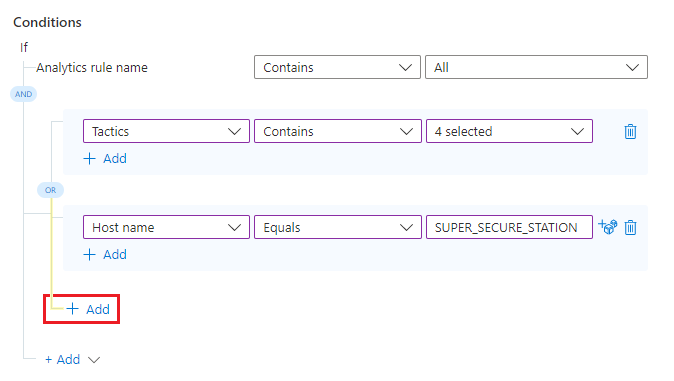 Conditions
If
Analytics rule name Contains All
AND
Tactics Contains 4 selected
+ Add
OR
Host name Equals SUPER_SECURE_STATION
+ Add
+ Add
+ Add